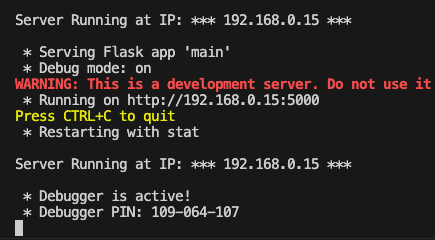 Server Running at IP: *** 192.168.0.15 ***
* Serving Flask app 'main'
* Debug mode: on
WARNING: This is a development server. Do not use it
* Running on http://192.168.0.15:5000
Press CTRL+C to quit
* Restarting with stat
Server Running at IP: *** 192.168.0.15 ***
* Debugger is active!
* Debugger PIN: 109-064-107